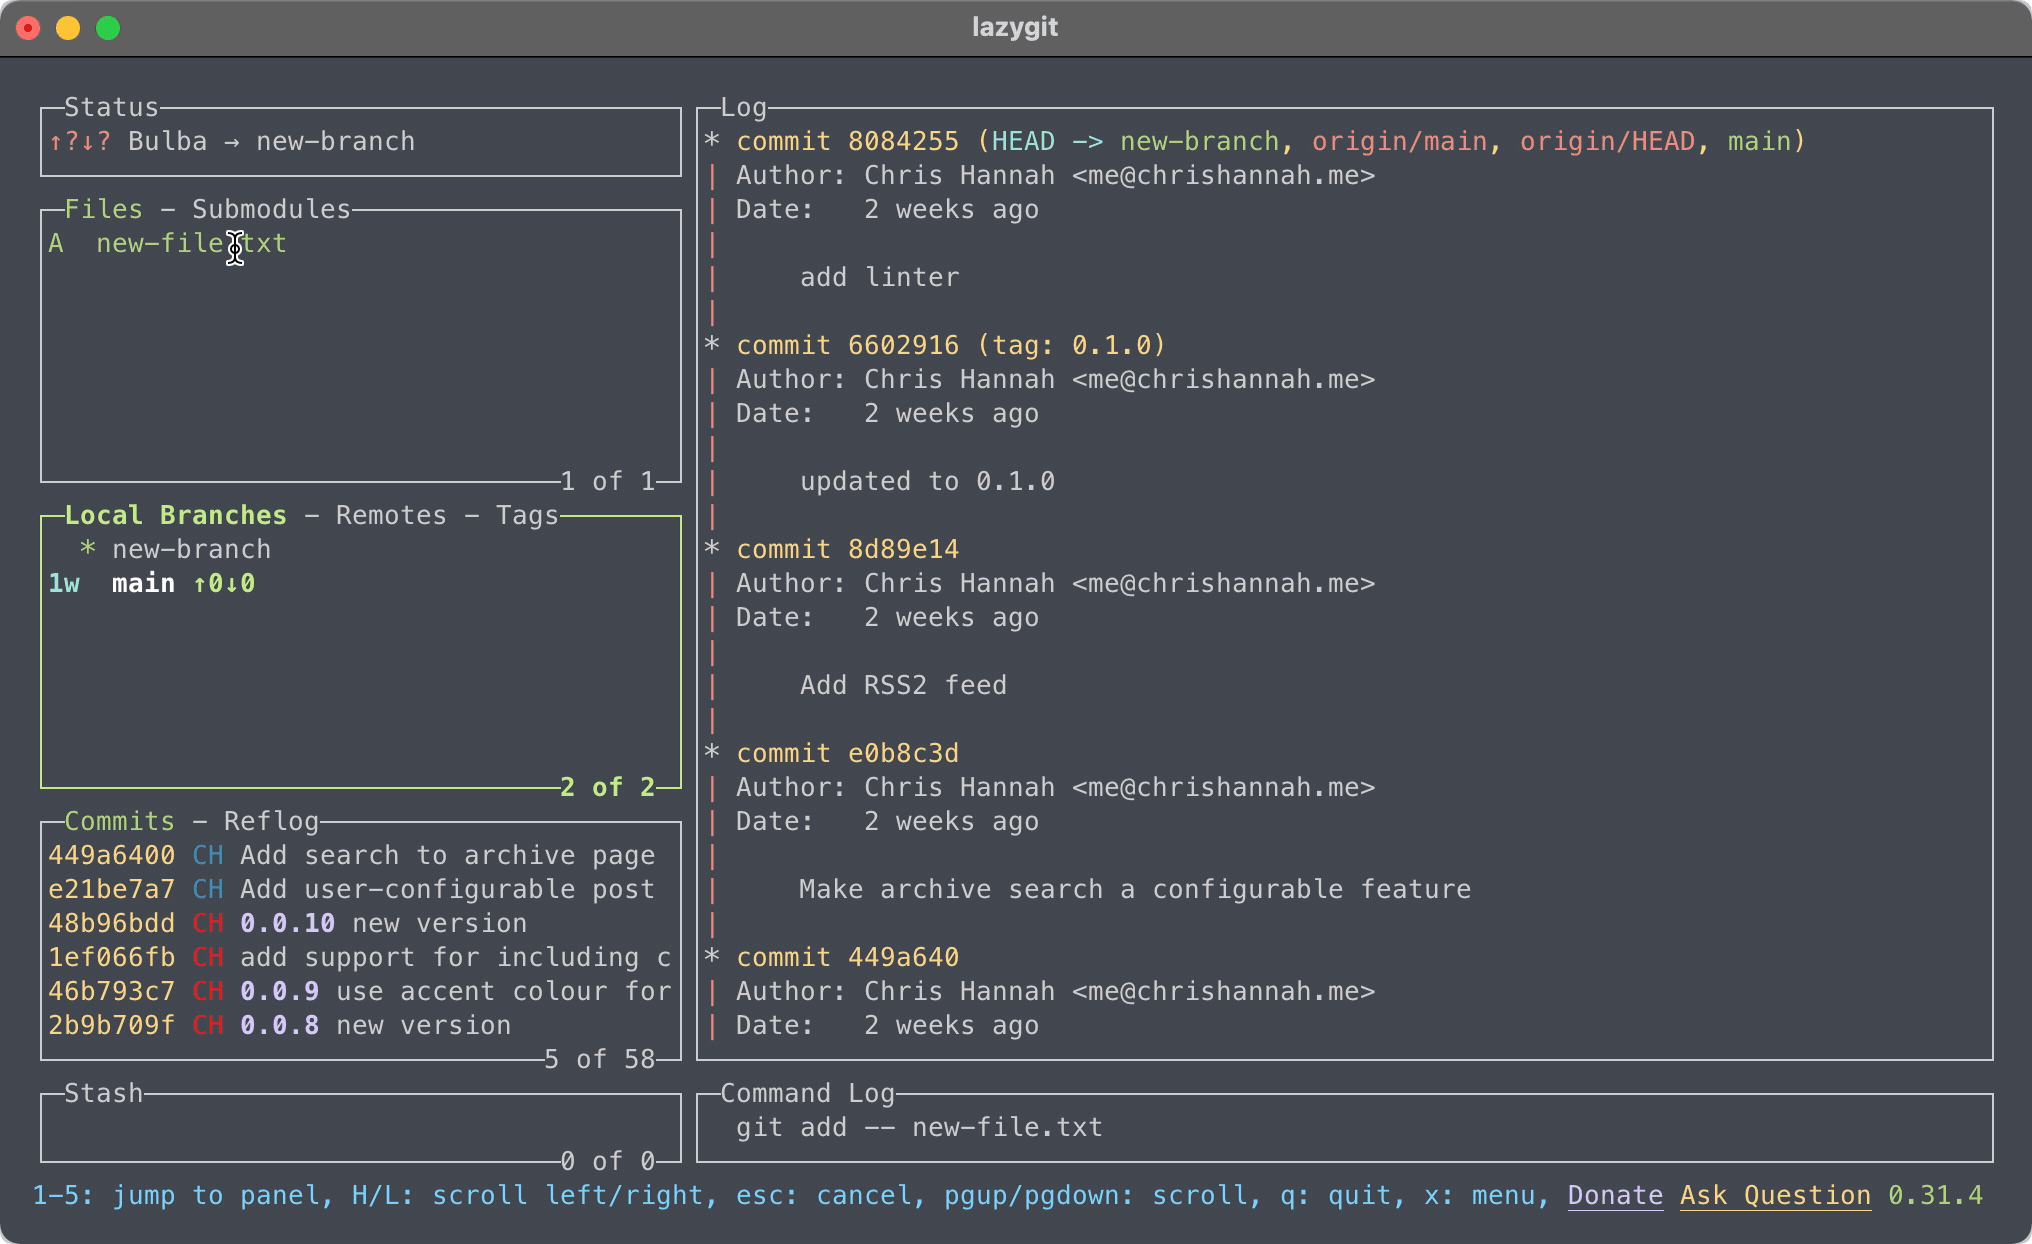 lazygit
Status
↑?↓? Bulba → new-branch
Files - Submodules
A  new-file.txt
1 of 1
Local Branches - Remotes - Tags
* new-branch
1w  main ↑0↓0
2 of 2
Commits - Reflog
449a6400 CH Add search to archive page
e21be7a7 CH Add user-configurable post
48b96bdd CH 0.0.10 new version
1ef066fb CH add support for including c
46b793c7 CH 0.0.9 use accent colour for
2b9b709f CH 0.0.8 new version
5 of 58
Stash
0 of 0
Log
* commit 8084255 (HEAD -> new-branch, origin/main, origin/HEAD, main)
| Author: Chris Hannah <me@chrishannah.me>
| Date:   2 weeks ago
|
|     add linter
|
* commit 6602916 (tag: 0.1.0)
| Author: Chris Hannah <me@chrishannah.me>
| Date:   2 weeks ago
|
|     updated to 0.1.0
|
* commit 8d89e14
| Author: Chris Hannah <me@chrishannah.me>
| Date:   2 weeks ago
|
|     Add RSS2 feed
|
* commit e0b8c3d
| Author: Chris Hannah <me@chrishannah.me>
| Date:   2 weeks ago
|
|     Make archive search a configurable feature
|
* commit 449a640
| Author: Chris Hannah <me@chrishannah.me>
| Date:   2 weeks ago
Command Log
git add -- new-file.txt
1-5: jump to panel, H/L: scroll left/right, esc: cancel, pgup/pgdown: scroll, q: quit, x: menu, Donate Ask Question 0.31.4